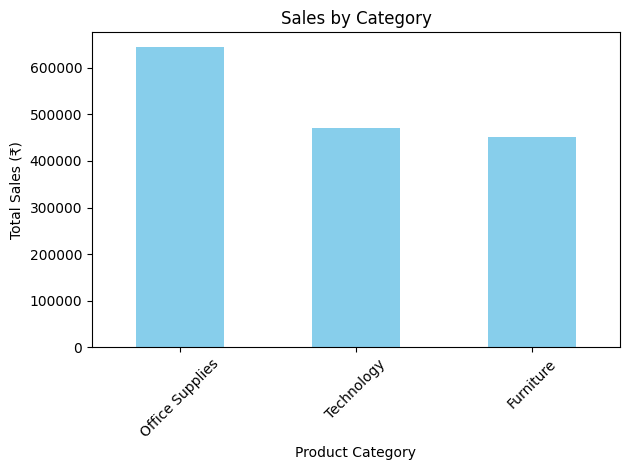 Sales by Category
Total Sales (₹)
600000
500000
400000
300000
200000
100000
0
Office Supplies
Technology
Furniture
Product Category